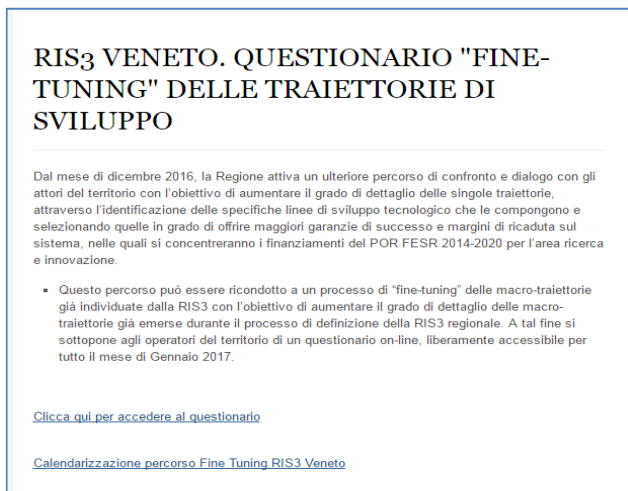 RIS3 VENETO. QUESTIONARIO "FINE-
TUNING" DELLE TRAIETTORIE DI
SVILUPPO
Dal mese di dicembre 2016, la Regione attiva un ulteriore percorso di confronto e dialogo con gli
attori del territorio con l'obiettivo di aumentare il grado di dettaglio delle singole traiettorie,
attraverso l'identificazione delle specifiche linee di sviluppo tecnologico che le compongono e
selezionando quelle in grado di offrire maggiori garanzie di successo e margini di ricaduta sul
sistema, nelle quali si concentreranno i finanziamenti del POR FESR 2014-2020 per l'area ricerca
e innovazione.
▪ Questo percorso può essere ricondotto a un processo di "fine-tuning" delle macro-traiettorie
già individuate dalla RIS3 con l'obiettivo di aumentare il grado di dettaglio delle macro-
traiettorie già emerse durante il processo di definizione della RIS3 regionale. A tal fine si
sottopone agli operatori del territorio di un questionario on-line, liberamente accessibile per
tutto il mese di Gennaio 2017.
Clicca qui per accedere al questionario
Calendarizzazione percorso Fine Tuning RIS3 Veneto